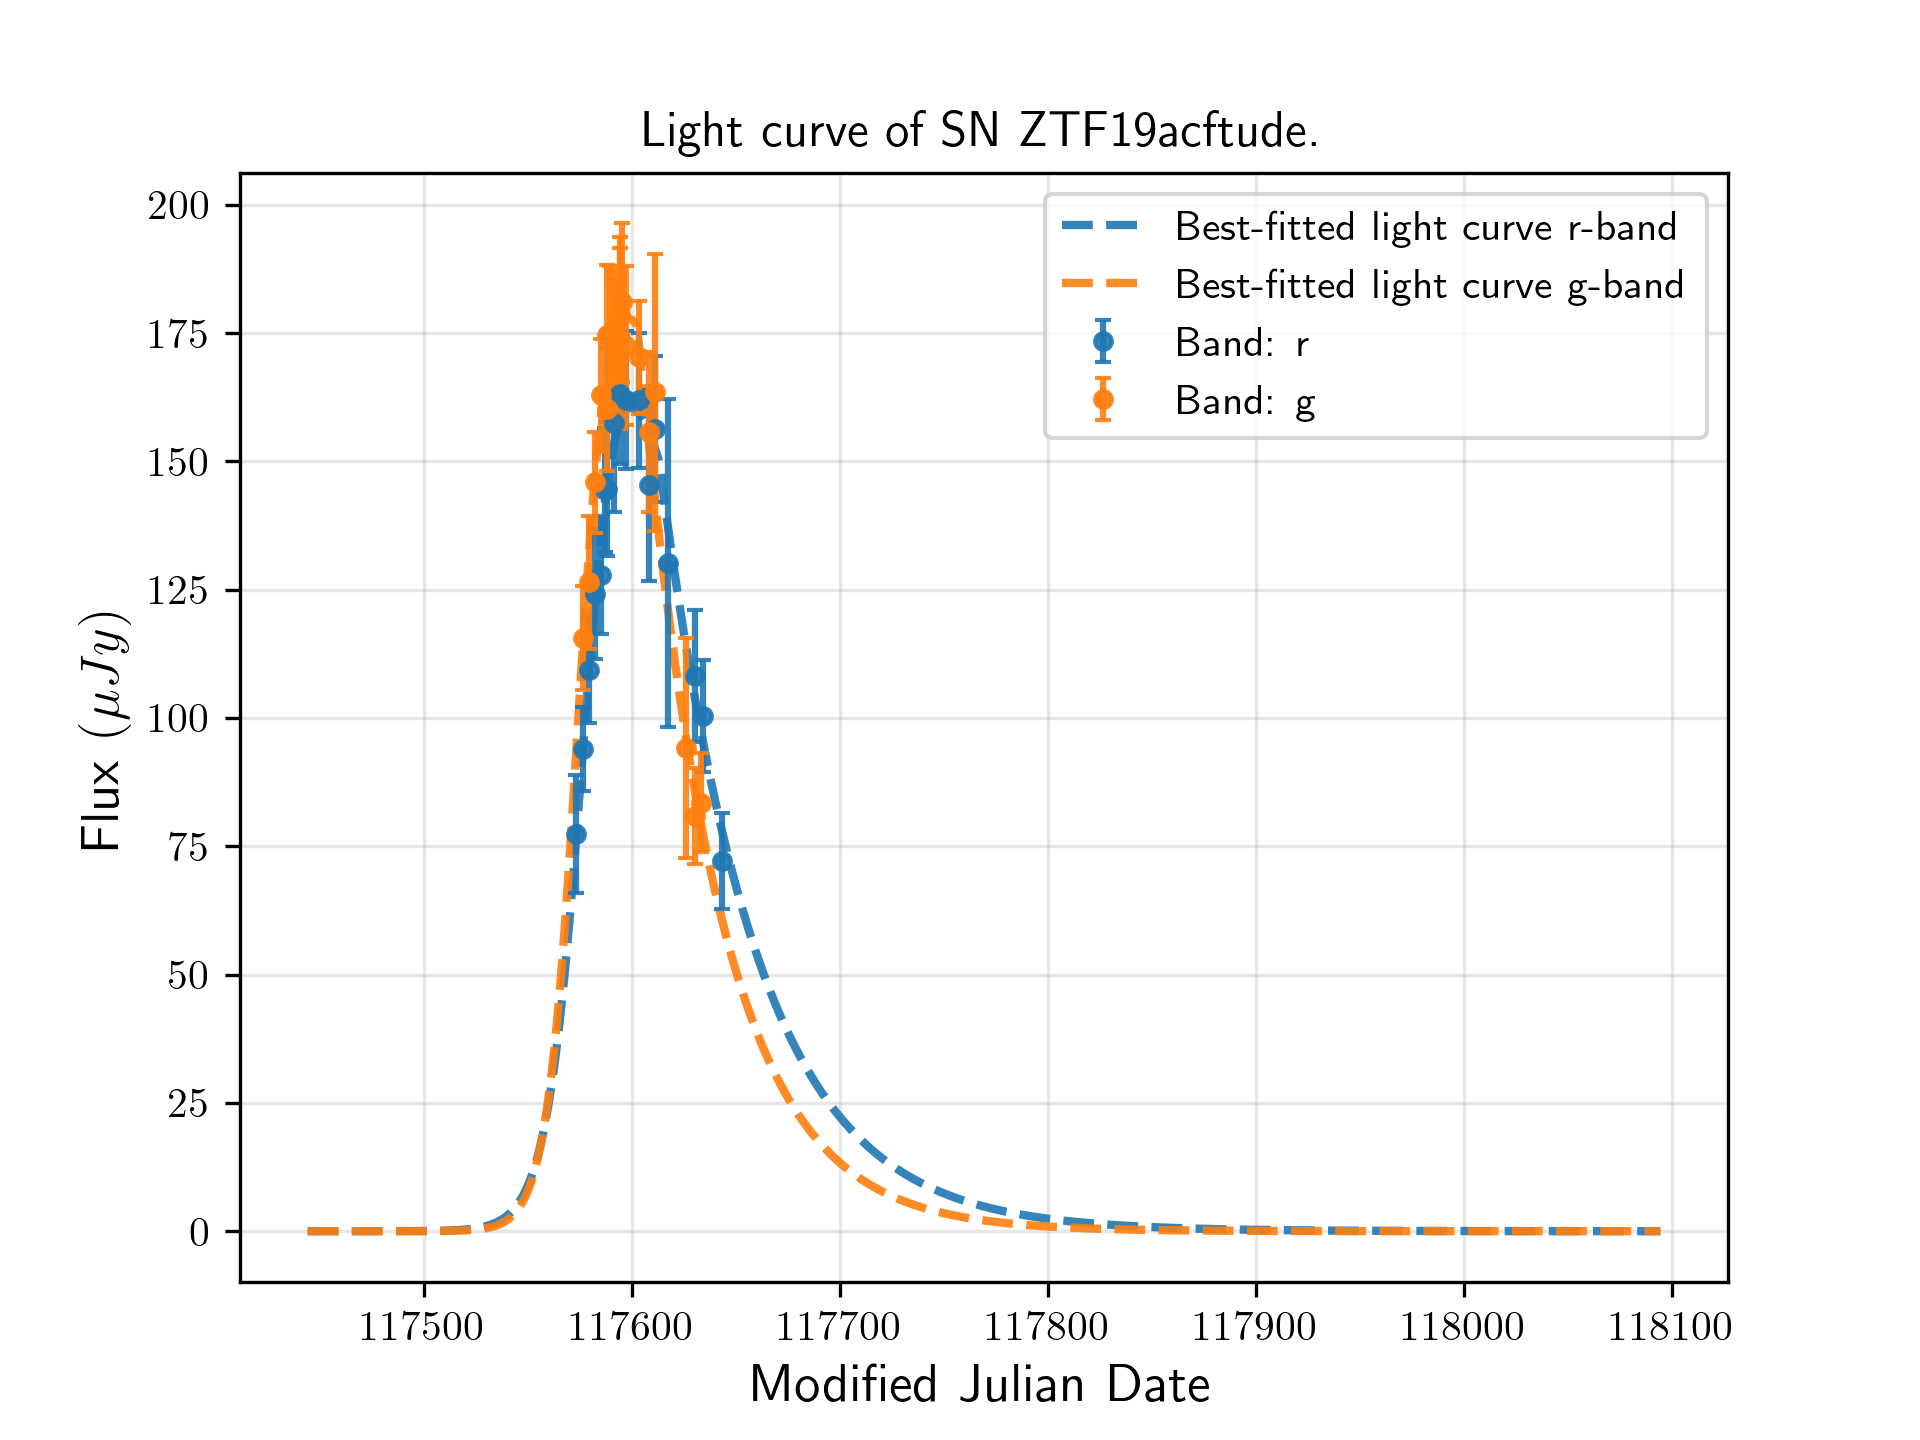 Light curve of SN ZTF19acftude.
200
175
150
125
100
75
50
25
0
Flux (μJy)
Best-fitted light curve r-band
Best-fitted light curve g-band
Band: r
Band: g
117500 117600 117700 117800 117900 118000 118100
Modified Julian Date